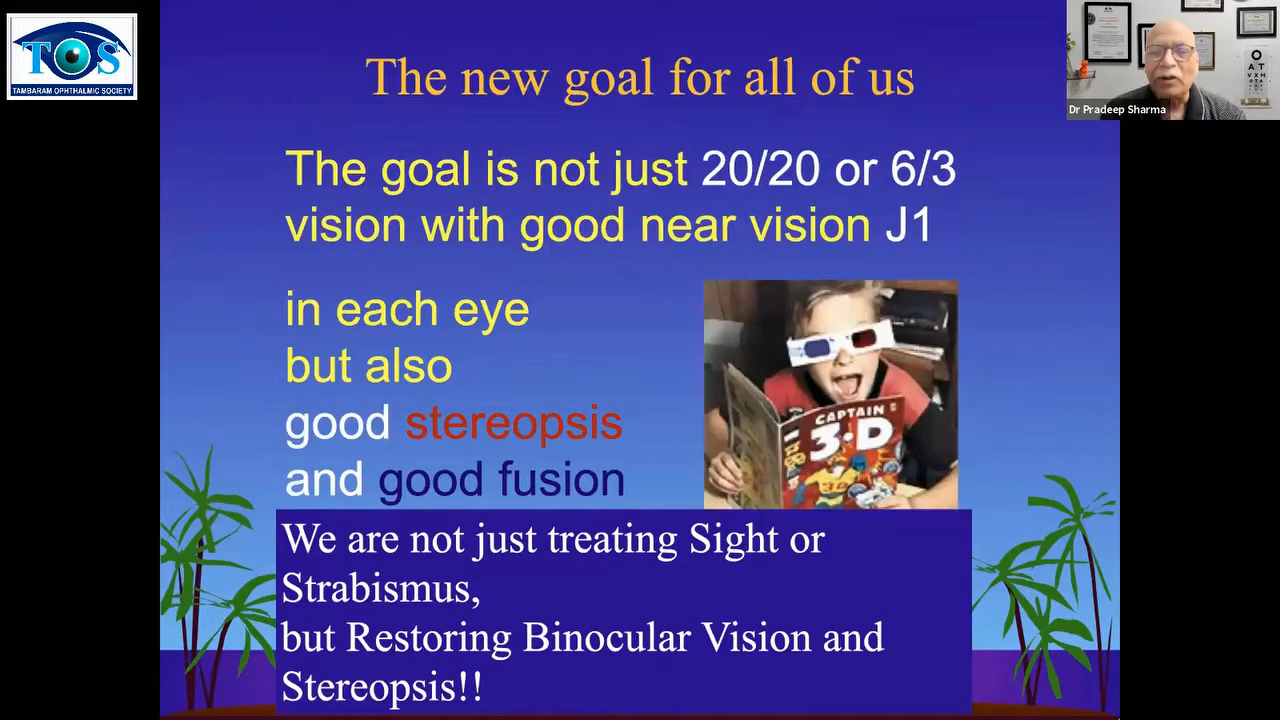 TOS
TAMBARAM OPHTHALMIC SOCIETY
The new goal for all of us
Dr Pradeep Sharma
The goal is not just 20/20 or 6/3
vision with good near vision J1
in each eye
but also
good stereopsis
and good fusion
CAPTAIN
3-D
We are not just treating Sight or
Strabismus,
but Restoring Binocular Vision and
Stereopsis!!